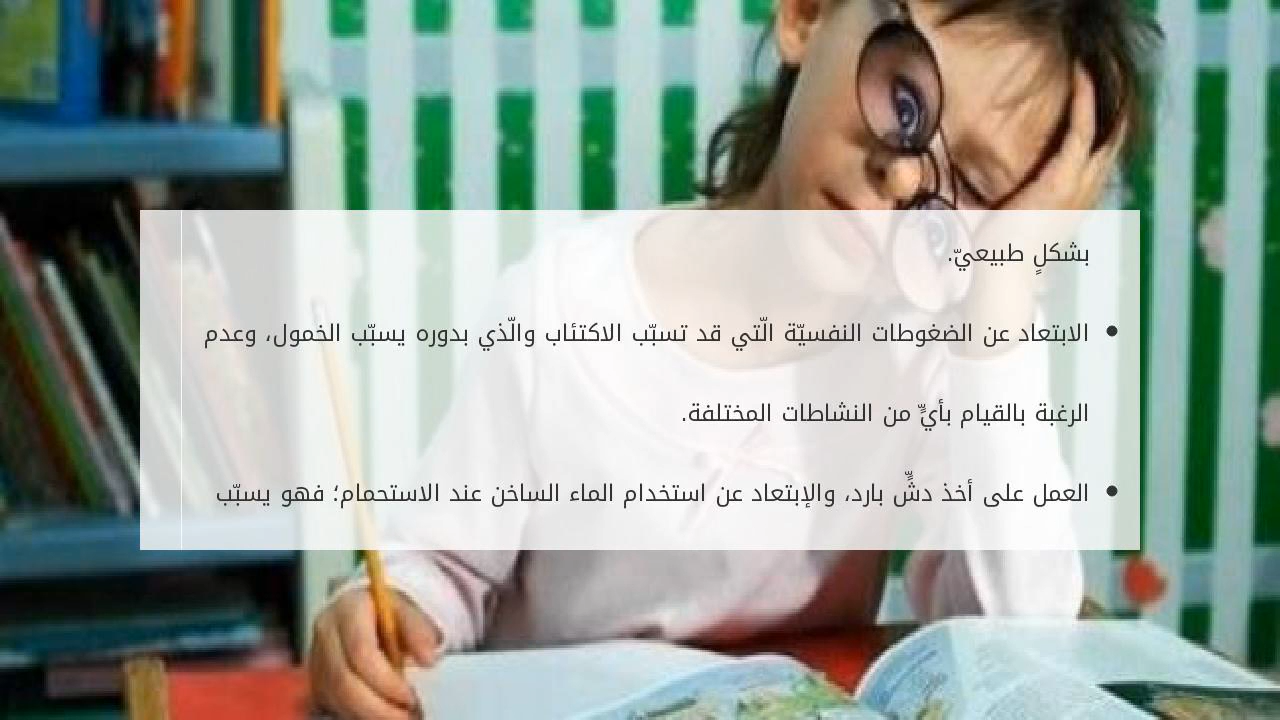 بشكلٍ طبيعيّ.
• الابتعاد عن الضغوطات النفسيّة الّتي قد تسبّب الاكتئاب والّذي بدوره يسبّب الخمول، وعدم
الرغبة بالقيام بأيٍّ من النشاطات المختلفة.
• العمل على أخذ دشٍّ بارد، والإبتعاد عن استخدام الماء الساخن عند الاستحمام؛ فهو يسبّب